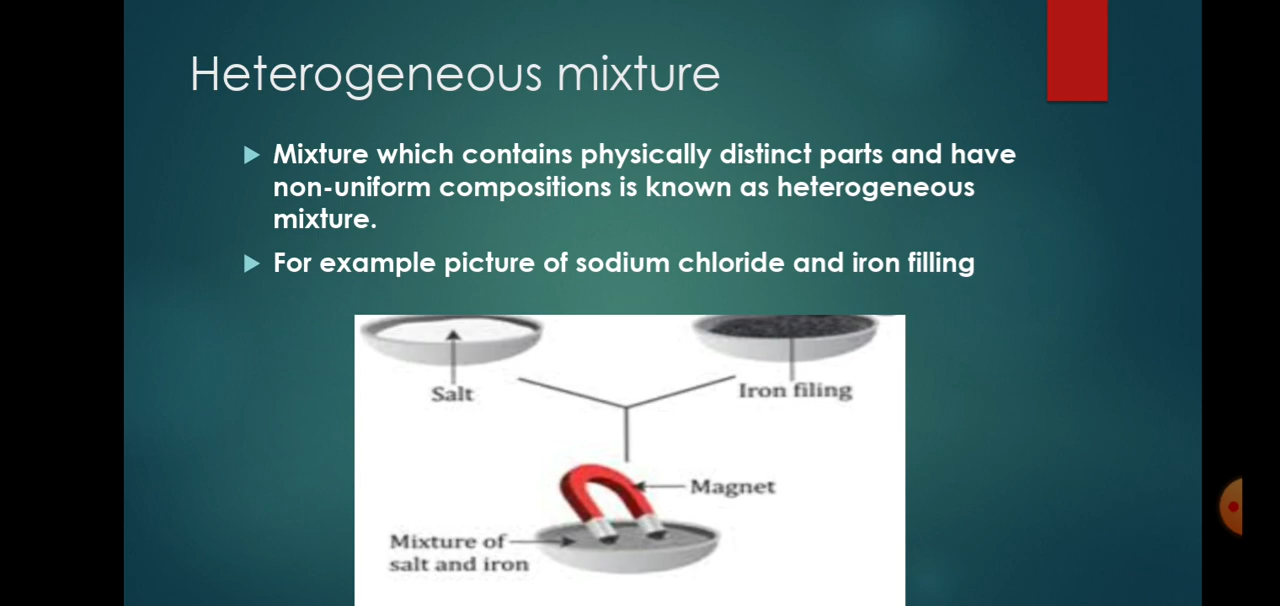 Heterogeneous mixture
Mixture which contains physically distinct parts and have
non-uniform compositions is known as heterogeneous
mixture.
For example picture of sodium chloride and iron filling
Salt
Iron filing
Magnet
Mixture of
salt and iron